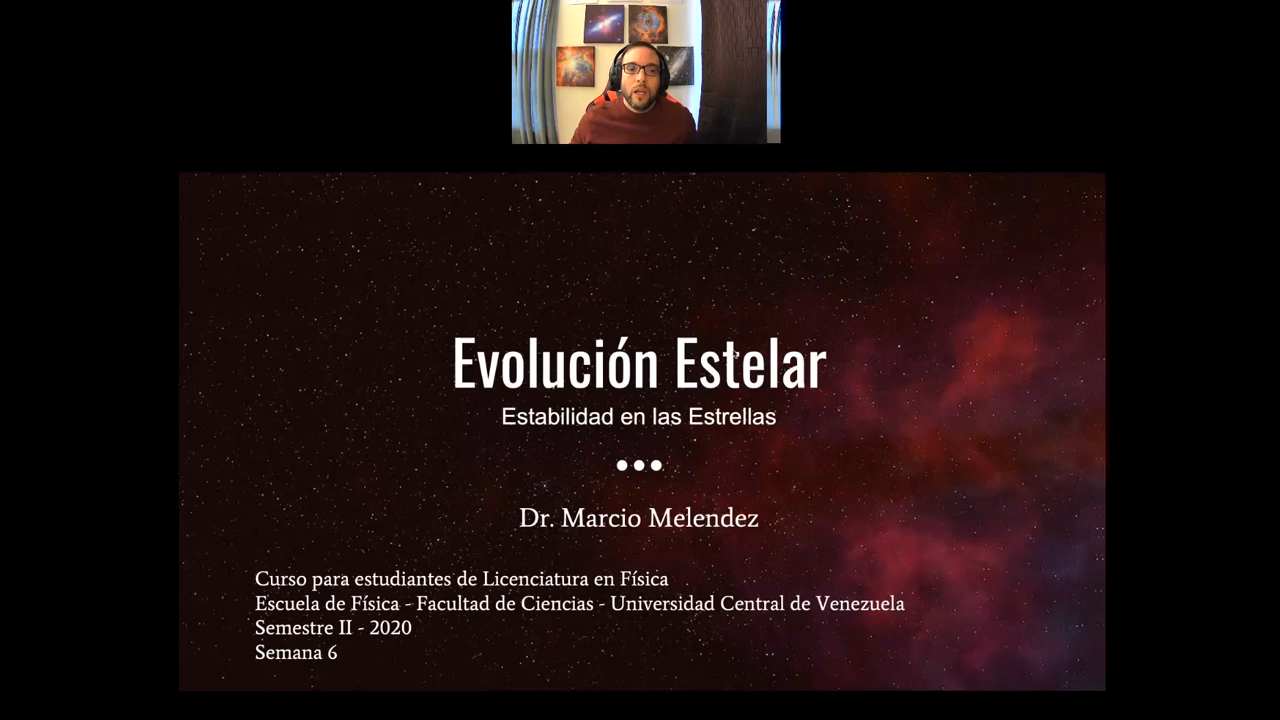 Evolución Estelar
Estabilidad en las Estrellas
Dr. Marcio Melendez
Curso para estudiantes de Licenciatura en Física
Escuela de Física - Facultad de Ciencias - Universidad Central de Venezuela
Semestre II - 2020
Semana 6